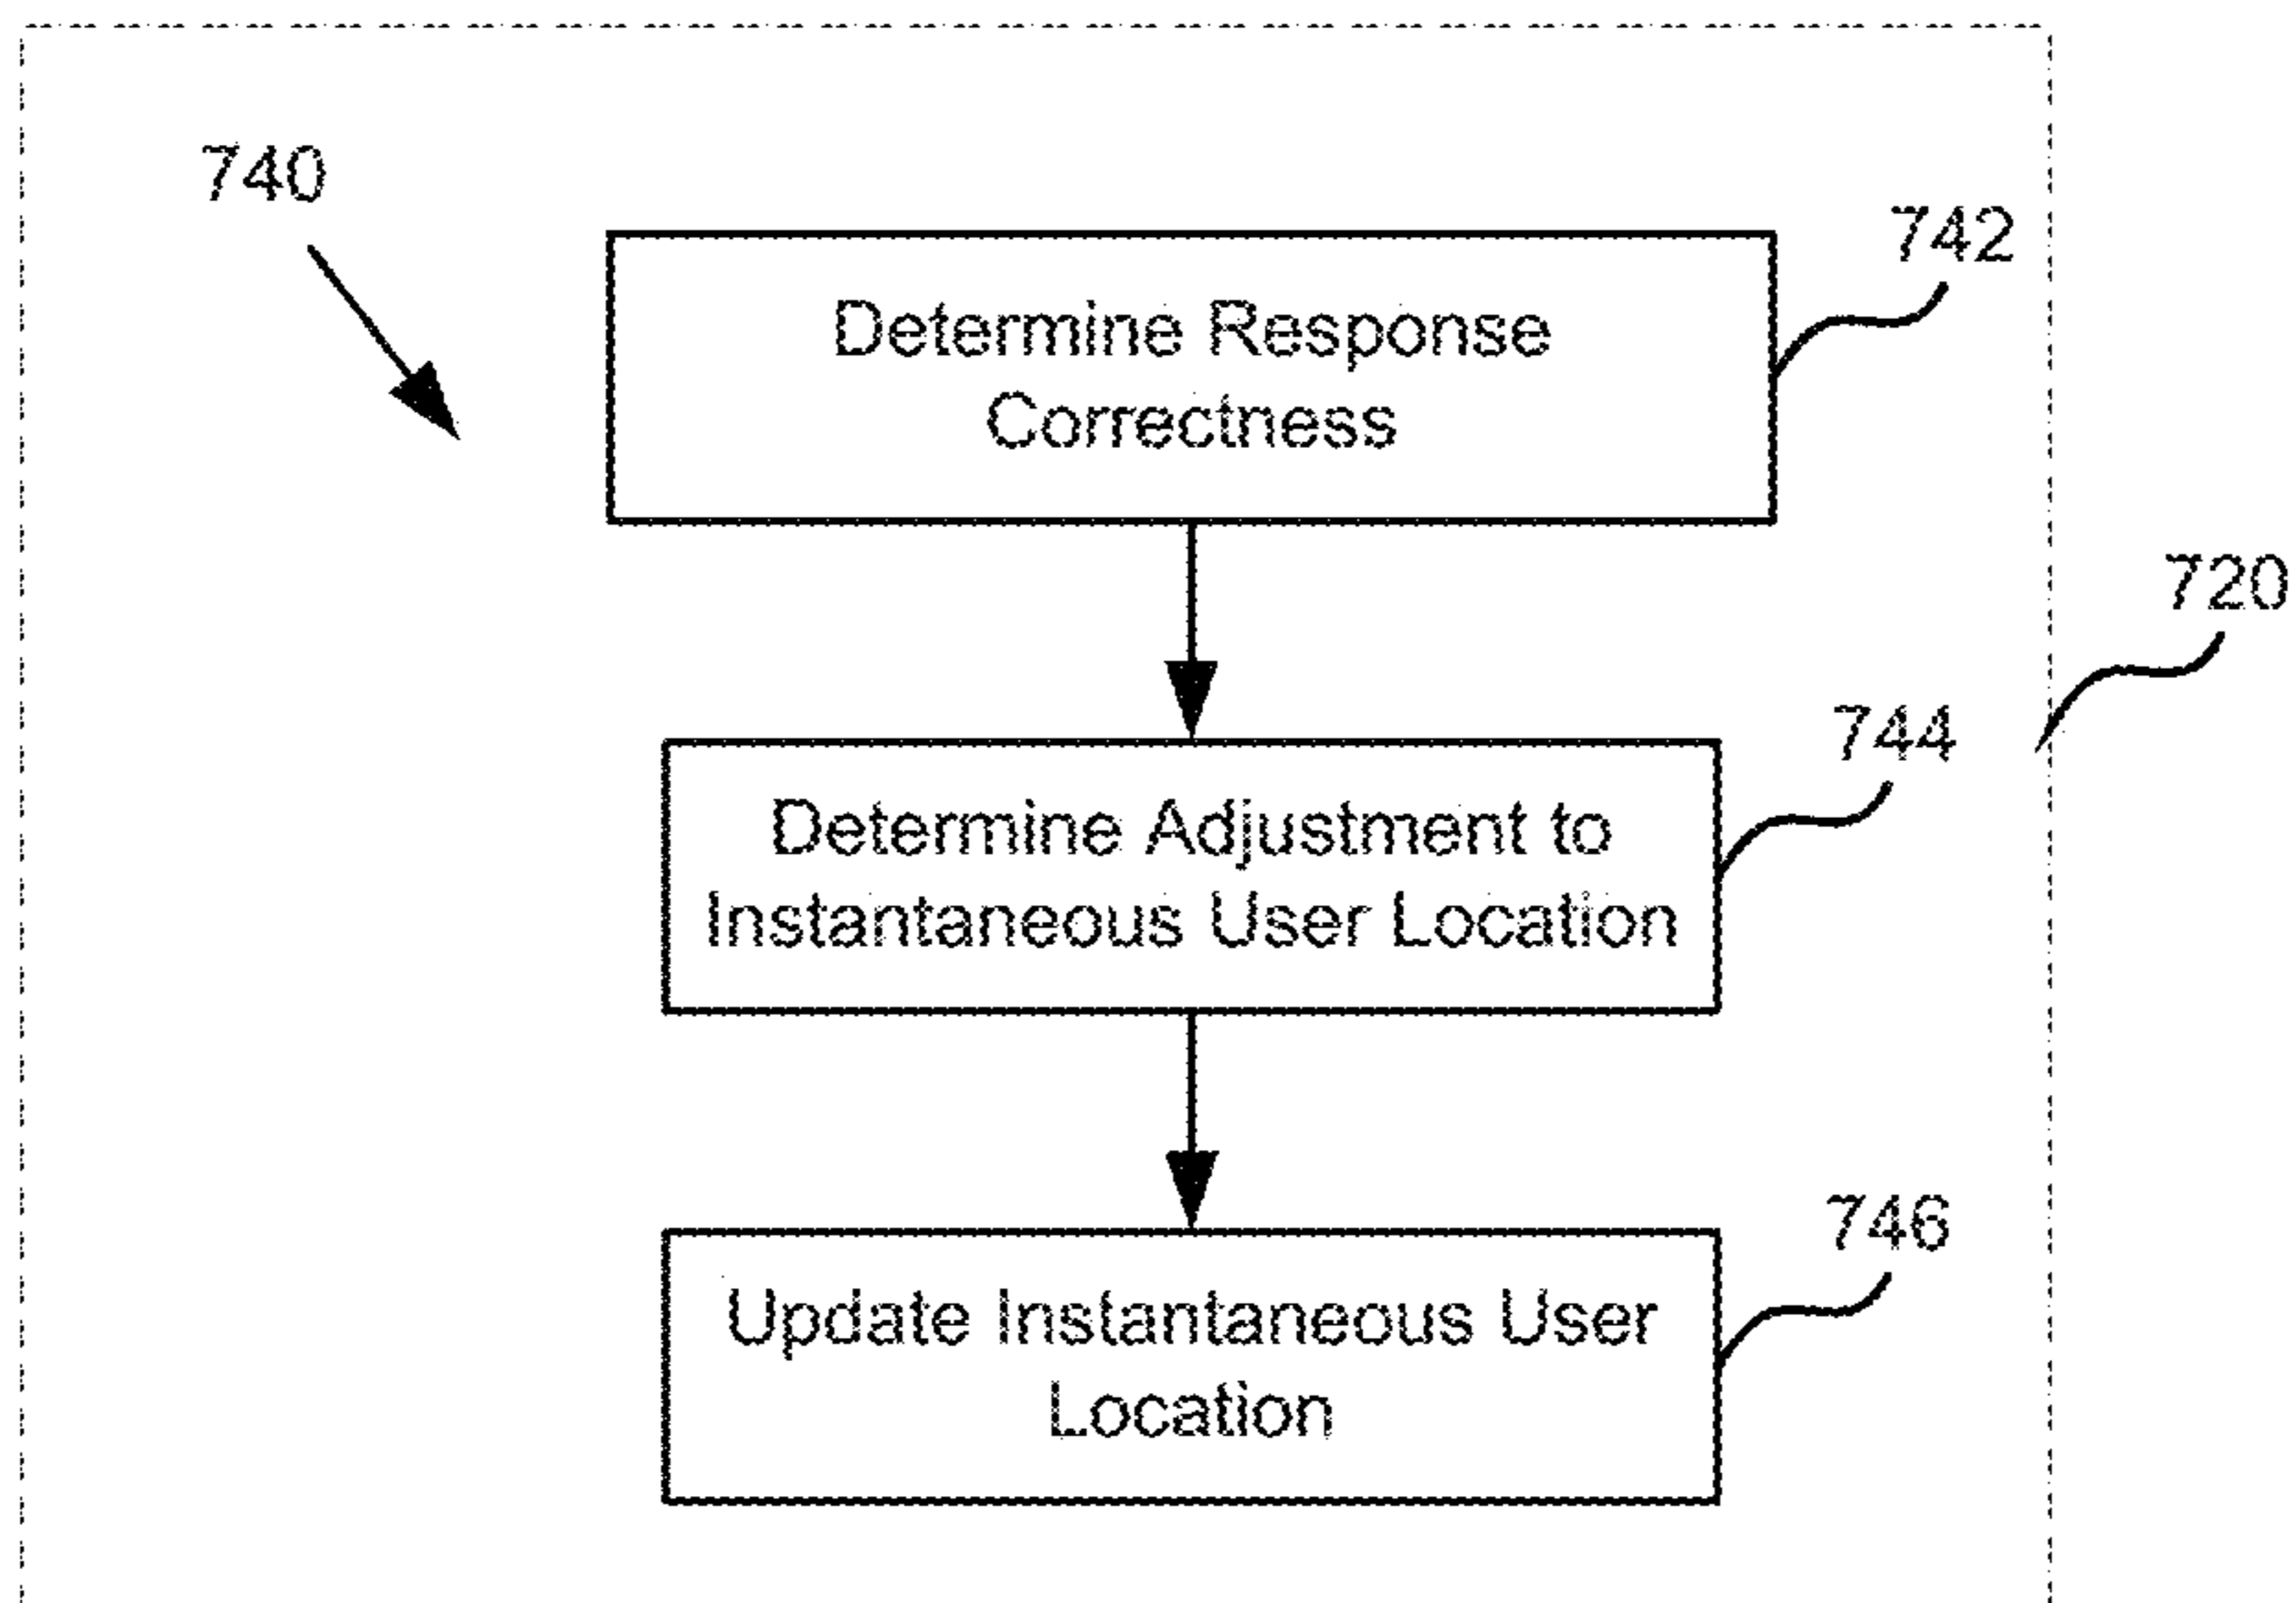 740
742
Determine Response
Correctness
720
744
Determine Adjustment to
Instantaneous User Location
746
Update Instantaneous User
Location